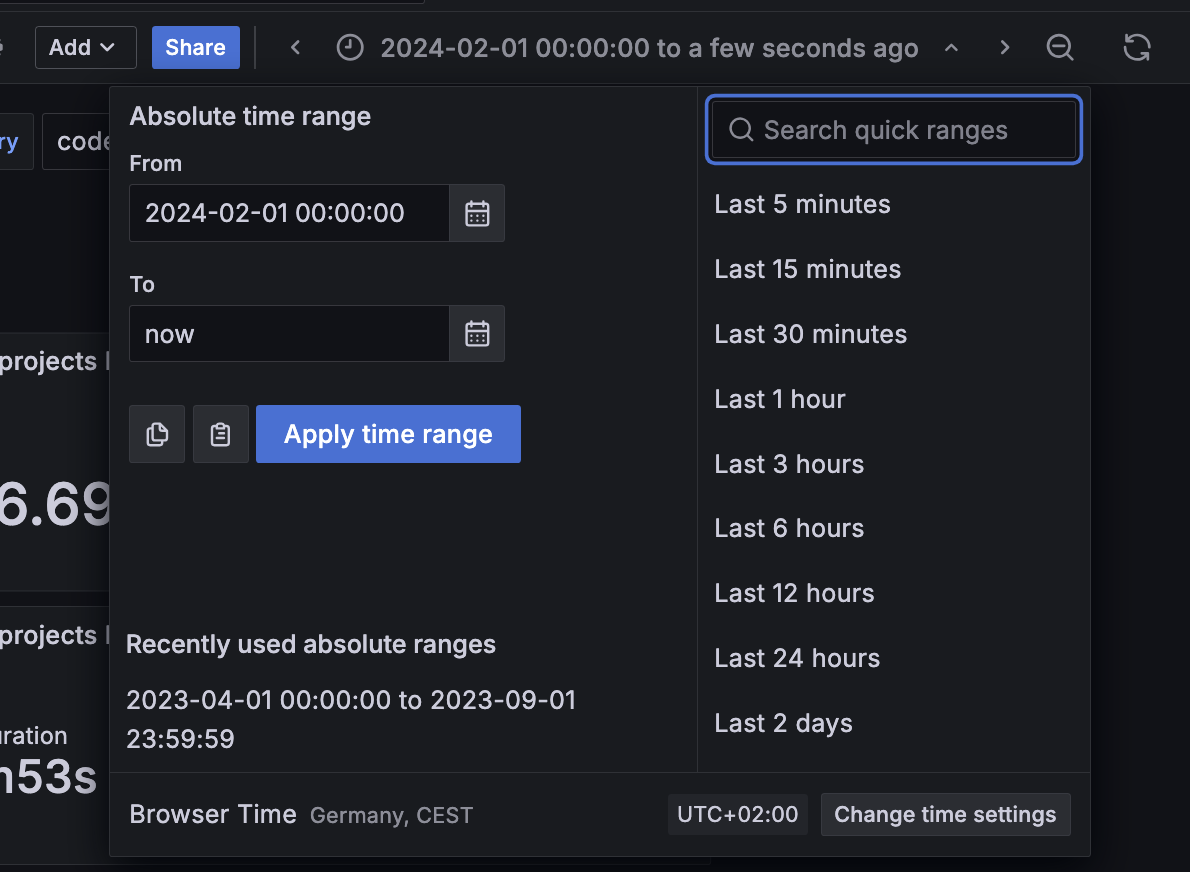 Add
Share
2024-02-01 00:00:00 to a few seconds ago
ry
code
Absolute time range
From
2024-02-01 00:00:00
To
now
Apply time range
projects
6.69
projects
uration
53s
Recently used absolute ranges
2023-04-01 00:00:00 to 2023-09-01
23:59:59
Search quick ranges
Last 5 minutes
Last 15 minutes
Last 30 minutes
Last 1 hour
Last 3 hours
Last 6 hours
Last 12 hours
Last 24 hours
Last 2 days
Browser Time Germany, CEST
UTC+02:00
Change time settings